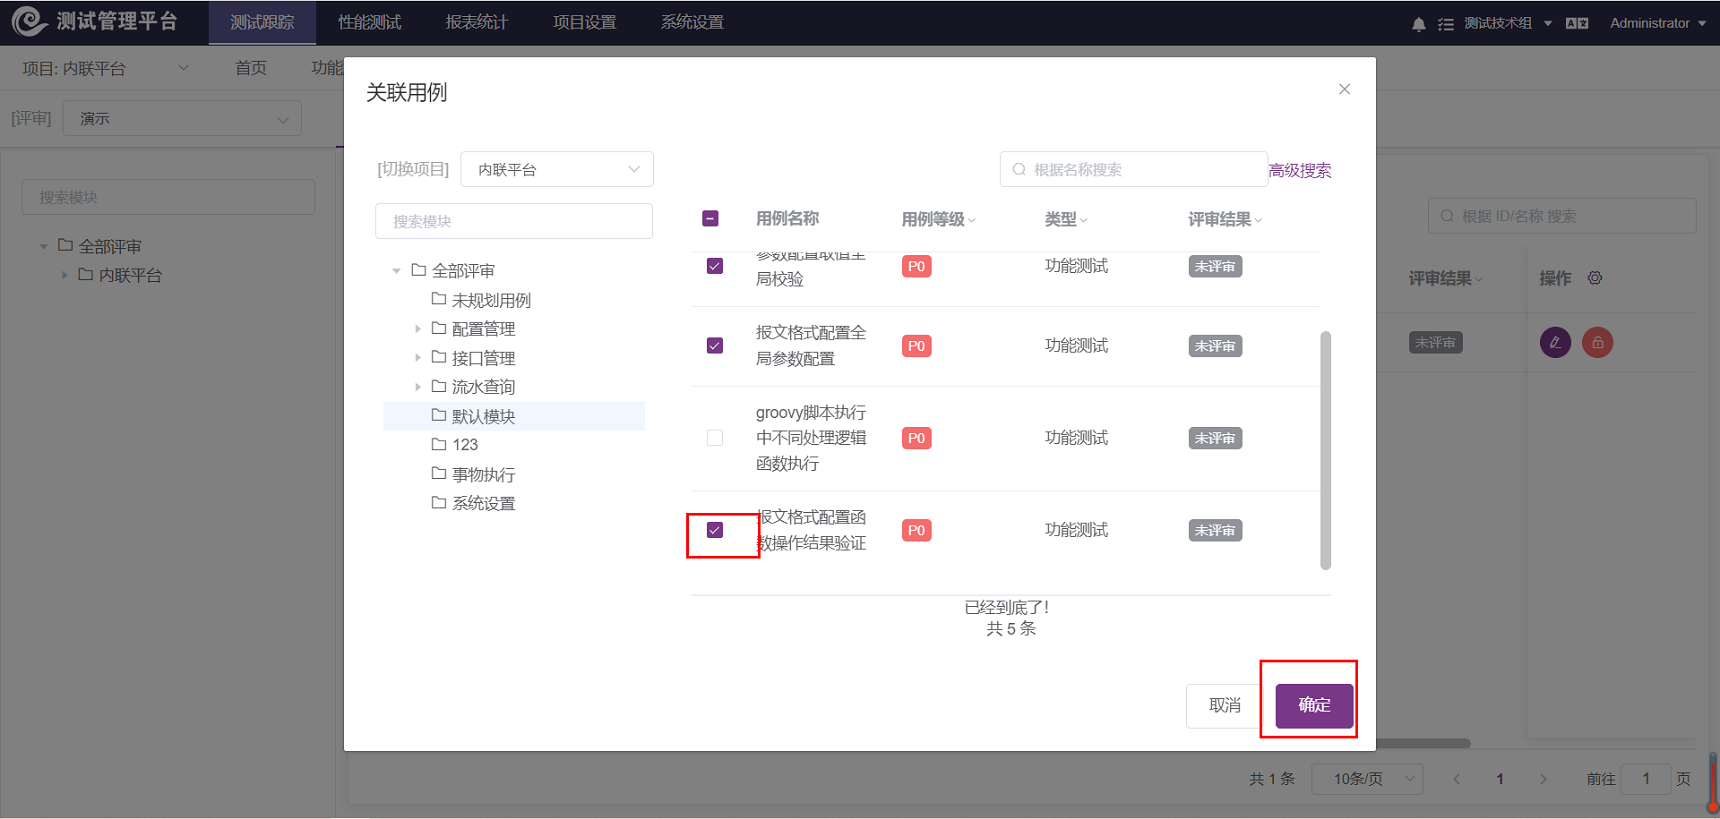 测试管理平台 测试跟踪 性能测试 报表统计 项目设置 系统设置 测试技术组 Administrator
项目: 内联平台 首页 功能
[评审] 演示
搜索模块
全部评审
内联平台
关联用例
[切换项目] 内联平台 根据名称搜索 高级搜索
搜索模块
全部评审
未规划用例
配置管理
接口管理
流水查询
默认模块
123
事物执行
系统设置
用例名称 用例等级 类型 评审结果
参数配置取值全
局校验
P0 功能测试 未评审
报文格式配置全
局参数配置
P0 功能测试 未评审
groovy脚本执行
中不同处理逻辑
函数执行
P0 功能测试 未评审
报文格式配置函
数操作结果验证
P0 功能测试 未评审
已经到底了!
共 5 条
取消 确定
根据 ID/名称 搜索
评审结果 操作
未评审
共 1 条 10条/页 1 前往 1 页